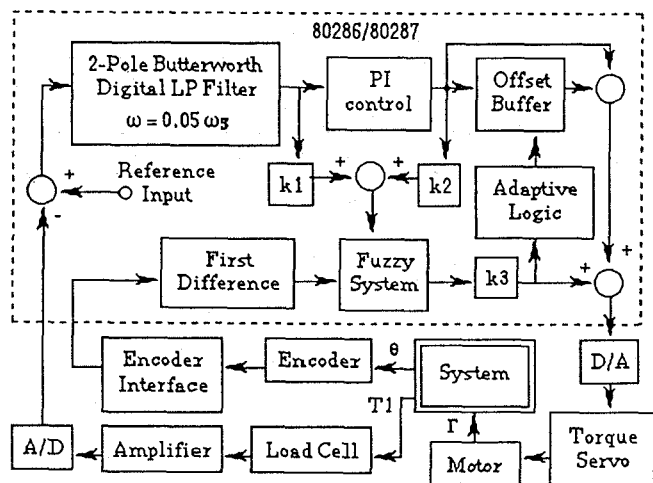 80286/80287
2-Pole Butterworth
Digital LP Filter
ω = 0.05 ωs
PI
control
Offset
Buffer
+
Reference
Input
-
k1
+
+
k2
Adaptive
Logic
First
Difference
Fuzzy
System
k3
+
+
Encoder
Interface
Encoder
θ
System
D/A
T1
Γ
A/D
Amplifier
Load Cell
Motor
Torque
Servo